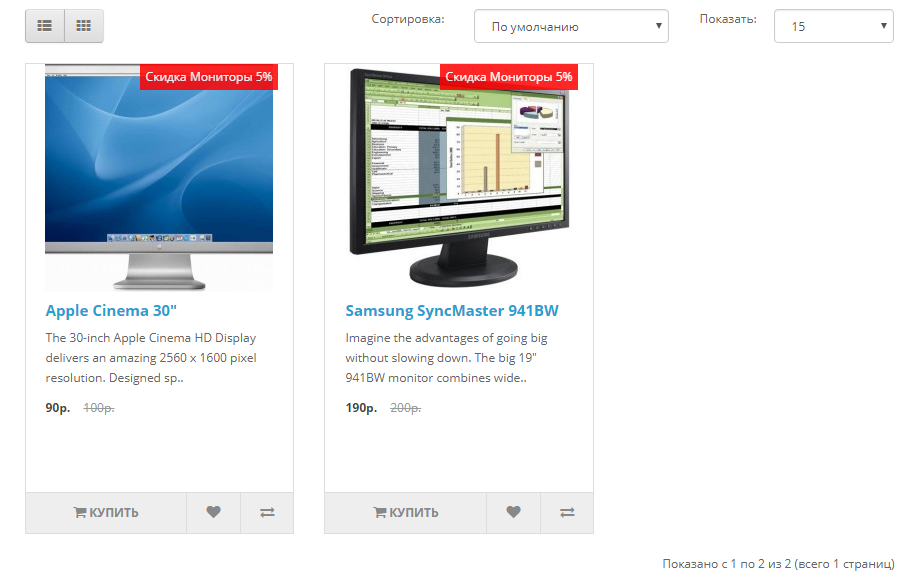 Сортировка:
По умолчанию
Показать:
15
Скидка Мониторы 5%
Apple Cinema 30"
The 30-inch Apple Cinema HD Display
delivers an amazing 2560 x 1600 pixel
resolution. Designed sp..
90р. 100р.
КУПИТЬ
Скидка Мониторы 5%
SAMSUNG
Samsung SyncMaster 941BW
Imagine the advantages of going big
without slowing down. The big 19"
941BW monitor combines wide..
190р. 200р.
КУПИТЬ
Показано с 1 по 2 из 2 (всего 1 страниц)